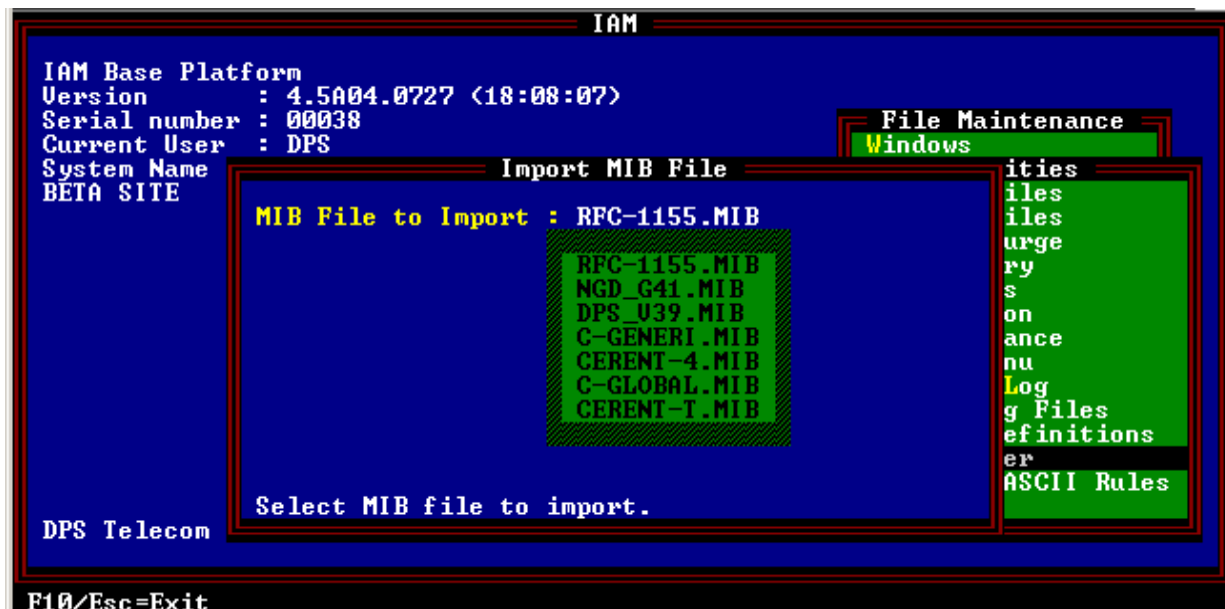 IAM
IAM Base Platform
Version : 4.5A04.0727 (18:08:07)
Serial number : 00038
Current User : DPS
System Name
BETA SITE
File Maintenance
Windows
ities
iles
iles
urge
ry
s
on
ance
nu
Log
g Files
efinitions
er
ASCII Rules
Import MIB File
MIB File to Import : RFC-1155.MIB
RFC-1155.MIB
NGD_G41.MIB
DPS_V39.MIB
C-GENERI.MIB
CERENT-4.MIB
C-GLOBAL.MIB
CERENT-T.MIB
Select MIB file to import.
DPS Telecom
F10/Esc=Exit